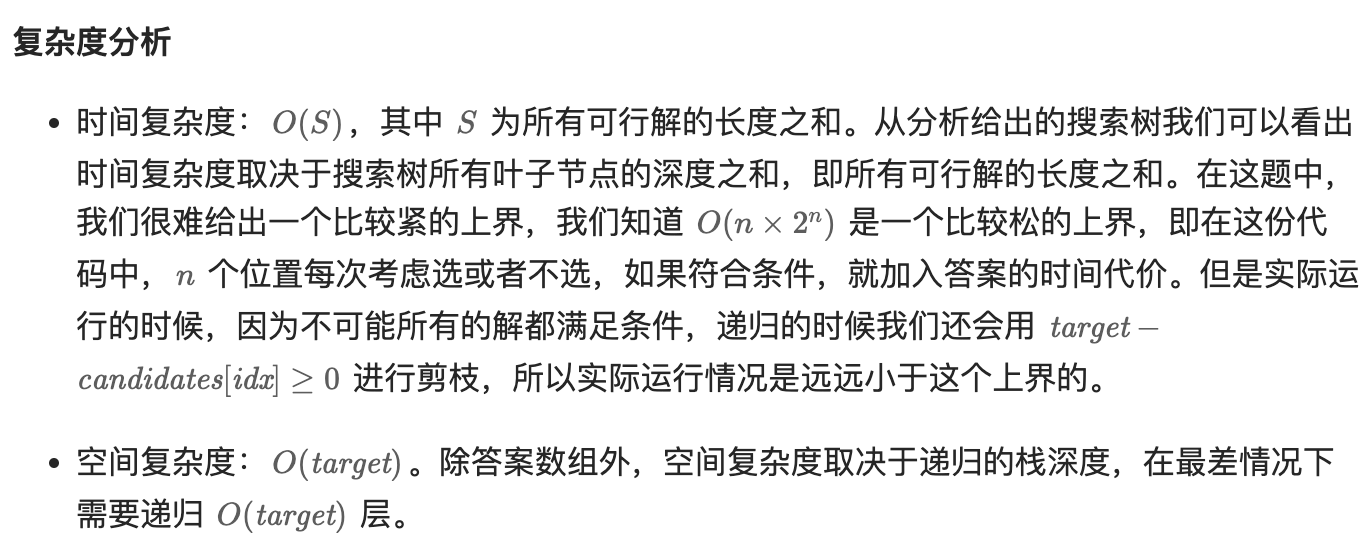 复杂度分析
• 时间复杂度：O(S)，其中 S 为所有可行解的长度之和。从分析给出的搜索树我们可以看出
时间复杂度取决于搜索树所有叶子节点的深度之和，即所有可行解的长度之和。在这题中，
我们很难给出一个比较紧的上界，我们知道 O(n × 2ⁿ) 是一个比较松的上界，即在这份代
码中，n 个位置每次考虑选或者不选，如果符合条件，就加入答案的时间代价。但是实际运
行的时候，因为不可能所有的解都满足条件，递归的时候我们还会用 target −
candidates[idx] ≥ 0 进行剪枝，所以实际运行情况是远远小于这个上界的。
• 空间复杂度：O(target)。除答案数组外，空间复杂度取决于递归的栈深度，在最差情况下
需要递归 O(target) 层。